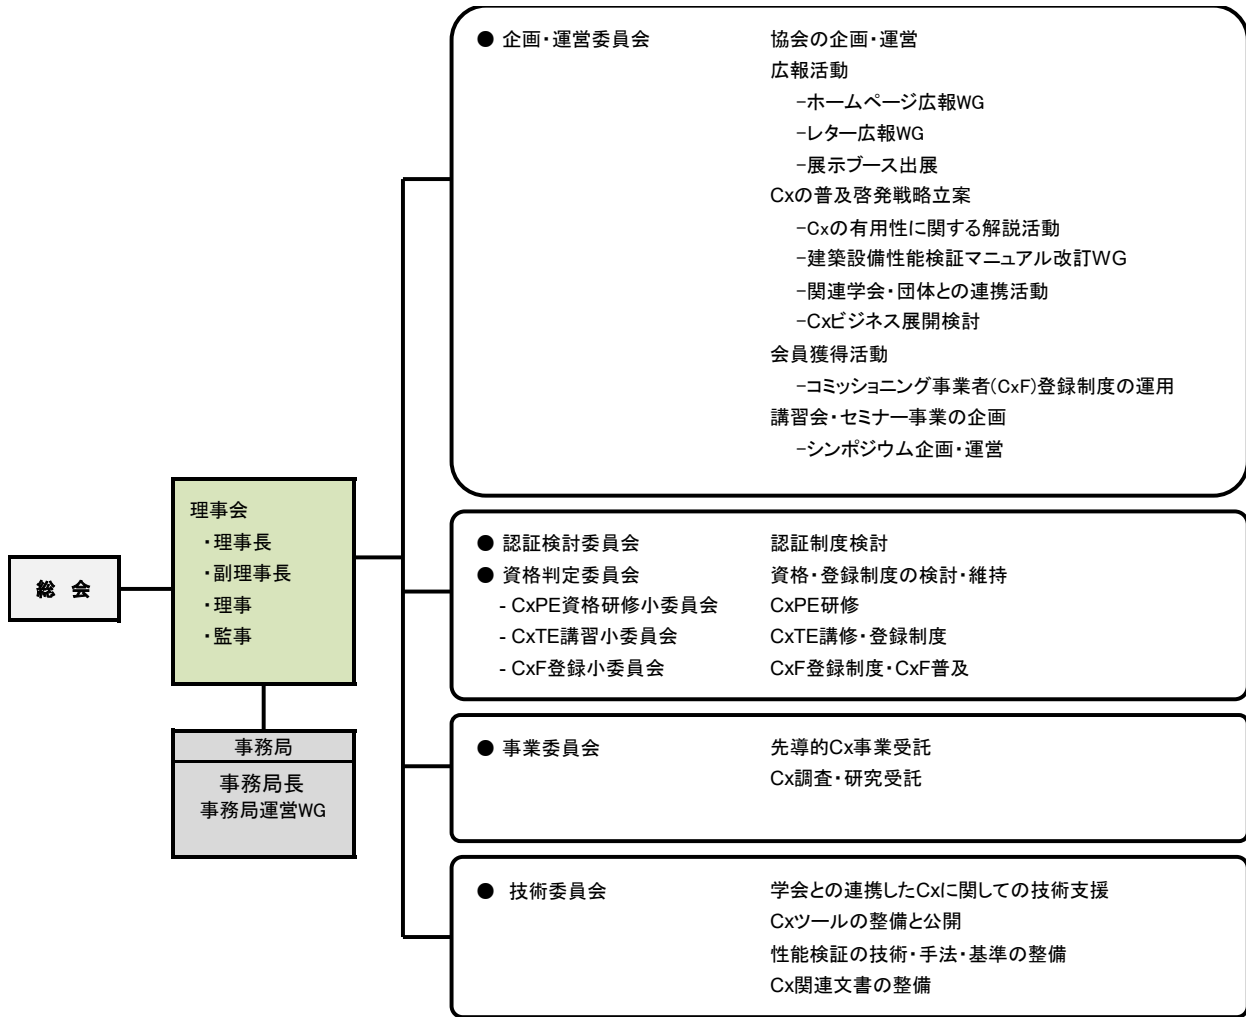 ● 企画・運営委員会 協会の企画・運営
広報活動
-ホームページ広報WG
-レター広報WG
-展示ブース出展
Cxの普及啓発戦略立案
-Cxの有用性に関する解説活動
-建築設備性能検証マニュアル改訂WG
-関連学会・団体との連携活動
-Cxビジネス展開検討
会員獲得活動
-コミッショニング事業者(CxF)登録制度の運用
講習会・セミナー事業の企画
-シンポジウム企画・運営
総 会
理事会
・理事長
・副理事長
・理事
・監事
事務局
事務局長
事務局運営WG
● 認証検討委員会 認証制度検討
● 資格判定委員会 資格・登録制度の検討・維持
- CxPE資格研修小委員会 CxPE研修
- CxTE講習小委員会 CxTE講修・登録制度
- CxF登録小委員会 CxF登録制度・CxF普及
● 事業委員会 先導的Cx事業受託
Cx調査・研究受託
● 技術委員会 学会との連携したCxに関しての技術支援
Cxツールの整備と公開
性能検証の技術・手法・基準の整備
Cx関連文書の整備